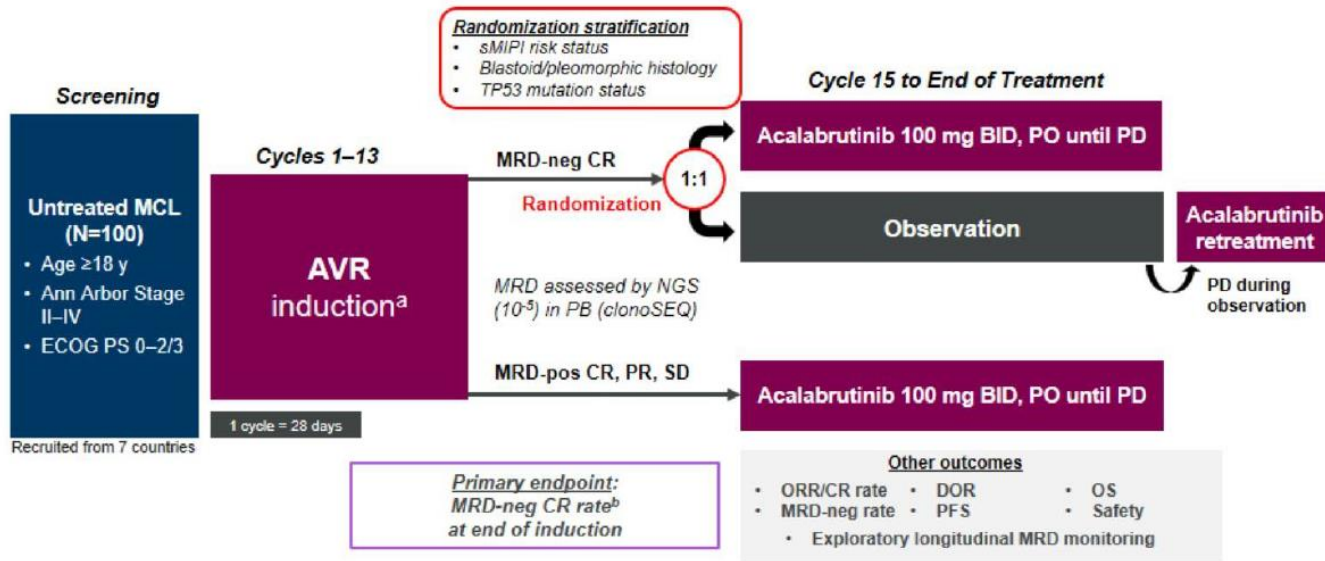 Randomization stratification
• sMIPI risk status
• Blastoid/pleomorphic histology
• TP53 mutation status
Screening
Cycle 15 to End of Treatment
Untreated MCL
(N=100)
• Age ≥18 y
• Ann Arbor Stage
II–IV
• ECOG PS 0–2/3
Recruited from 7 countries
Cycles 1–13
AVR
inductionᵃ
1 cycle = 28 days
MRD-neg CR
Randomization
1:1
Acalabrutinib 100 mg BID, PO until PD
Observation
Acalabrutinib
retreatment
PD during
observation
MRD assessed by NGS
(10⁻⁵) in PB (clonoSEQ)
MRD-pos CR, PR, SD
Acalabrutinib 100 mg BID, PO until PD
Primary endpoint:
MRD-neg CR rateᵇ
at end of induction
Other outcomes
• ORR/CR rate • DOR • OS
• MRD-neg rate • PFS • Safety
• Exploratory longitudinal MRD monitoring